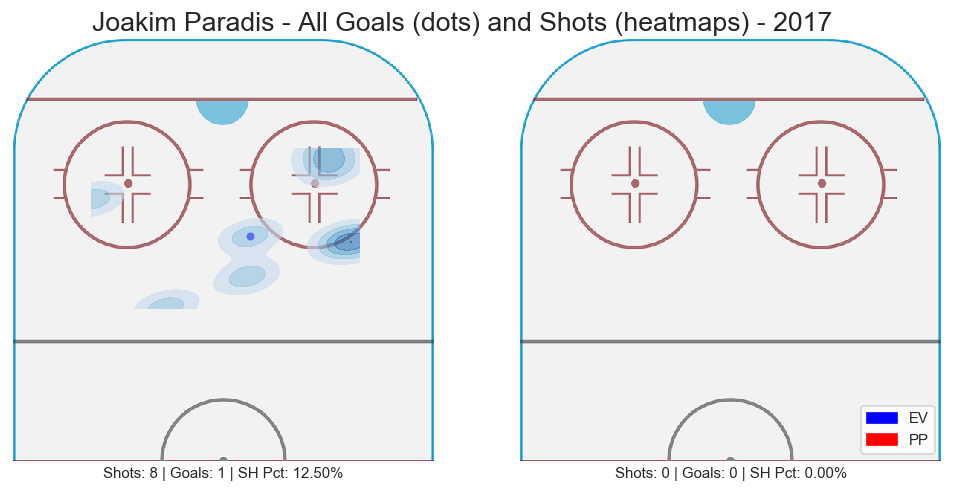 Joakim Paradis - All Goals (dots) and Shots (heatmaps) - 2017
EV
PP
Shots: 8 | Goals: 1 | SH Pct: 12.50%
Shots: 0 | Goals: 0 | SH Pct: 0.00%